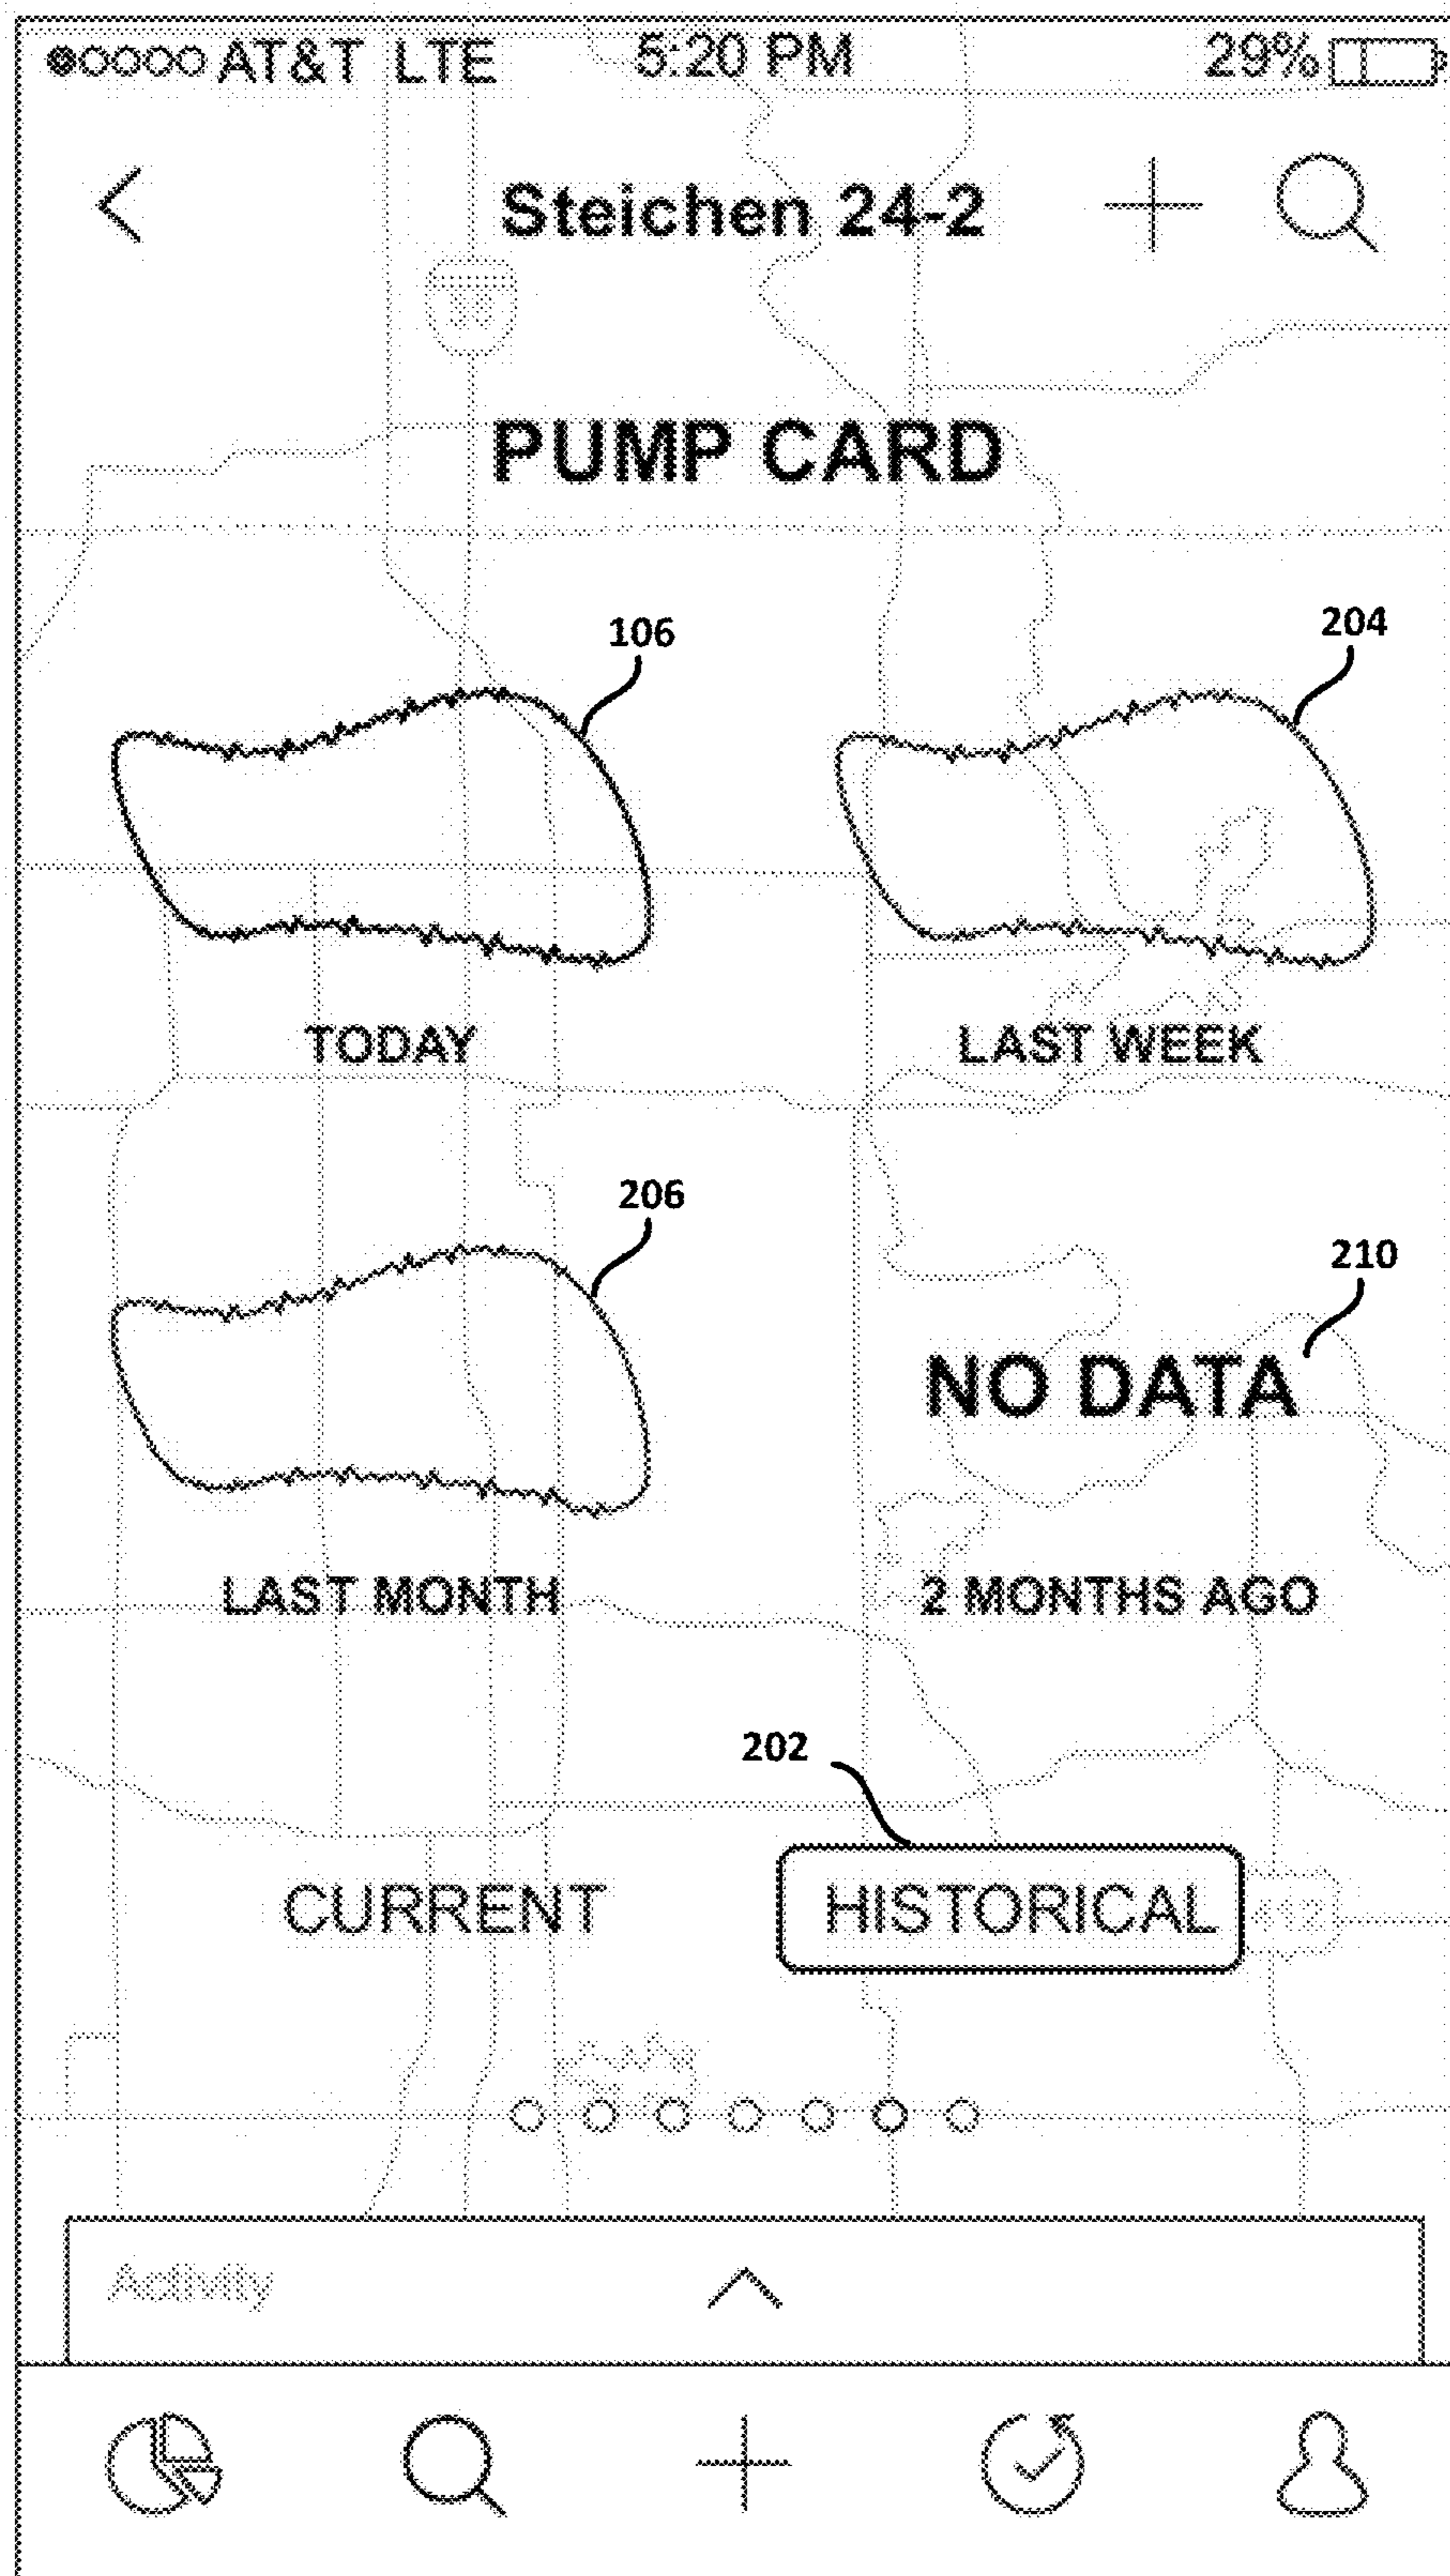 AT&T LTE 5:20 PM 29%
Steichen 24-2
PUMP CARD
106
204
TODAY
LAST WEEK
206
210
NO DATA
LAST MONTH
2 MONTHS AGO
202
CURRENT
HISTORICAL
Activity